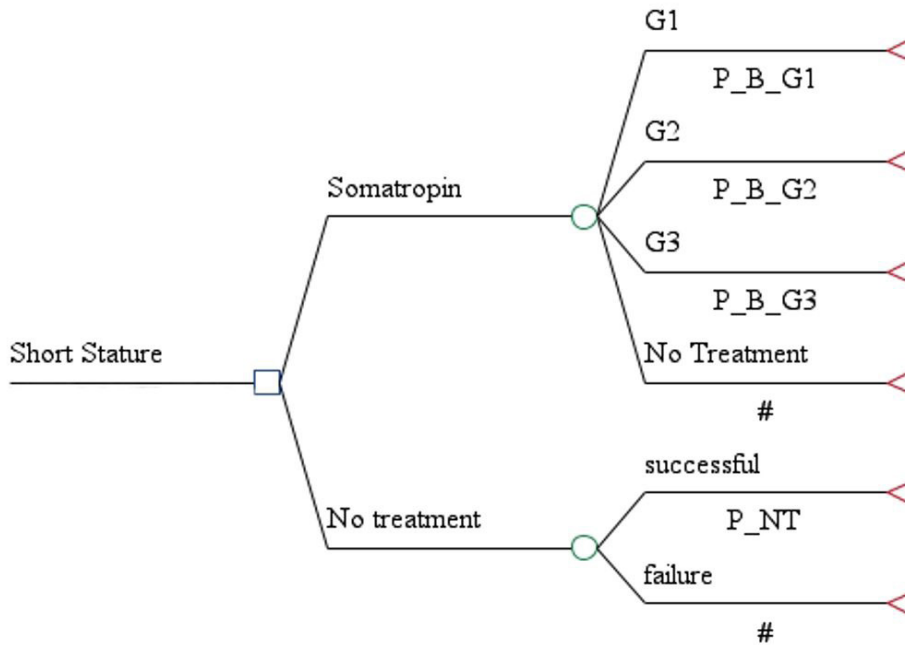 G1
P_B_G1
G2
P_B_G2
Somatropin
G3
P_B_G3
Short Stature
No Treatment
#
successful
P_NT
No treatment
failure
#